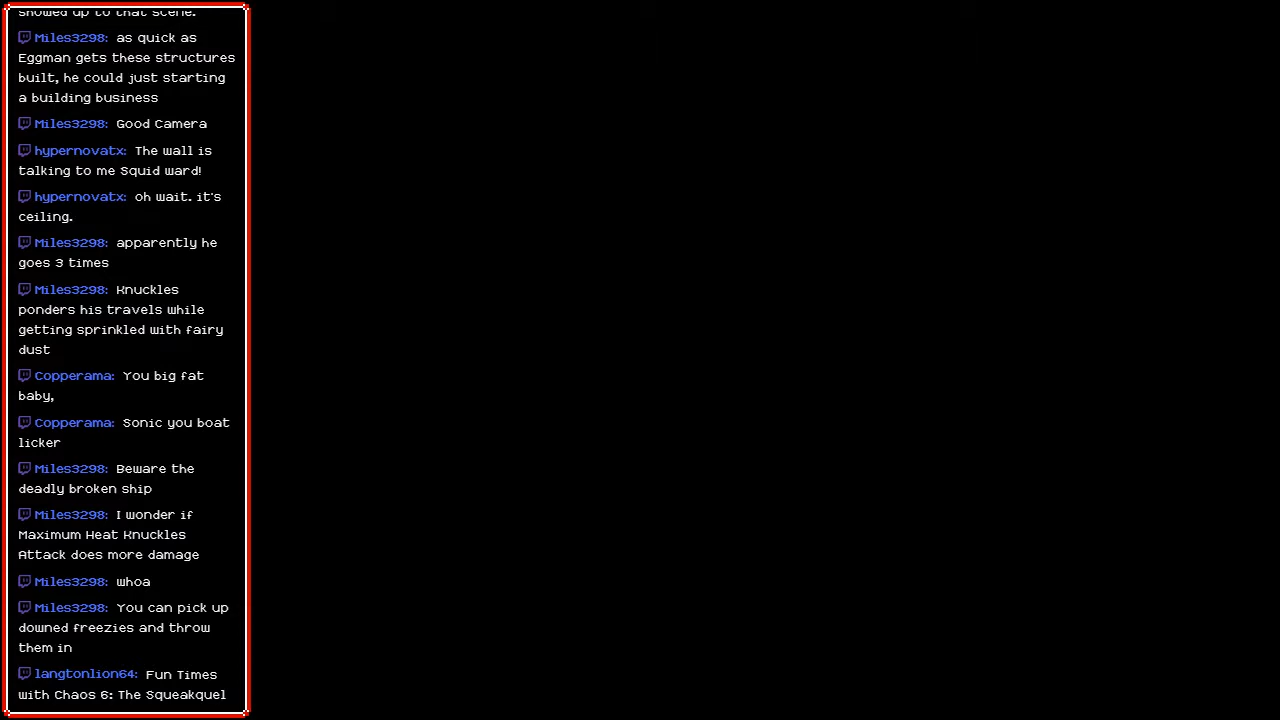 showed up to that scene.
Miles3298: as quick as
Eggman gets these structures
built, he could just starting
a building business
Miles3298: Good Camera
hypernovatx: The wall is
talking to me Squid ward!
hypernovatx: oh wait. it's
ceiling.
Miles3298: apparently he
goes 3 times
Miles3298: Knuckles
ponders his travels while
getting sprinkled with fairy
dust
Copperama: You big fat
baby,
Copperama: Sonic you boat
licker
Miles3298: Beware the
deadly broken ship
Miles3298: I wonder if
Maximum Heat Knuckles
Attack does more damage
Miles3298: whoa
Miles3298: You can pick up
downed freezies and throw
them in
langtonlion64: Fun Times
with Chaos 6: The Squeakquel